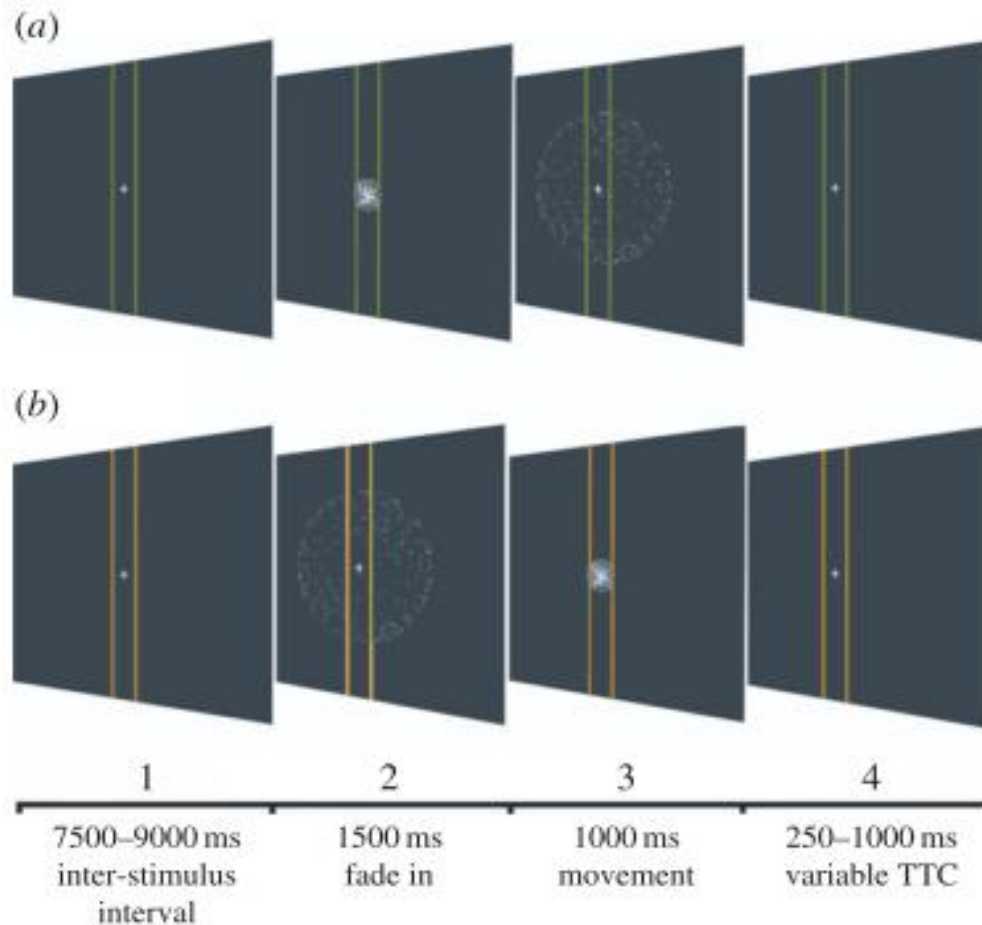 (a)
(b)
1 2 3 4
7500–9000 ms 1500 ms 1000 ms 250–1000 ms
inter-stimulus fade in movement variable TTC
interval